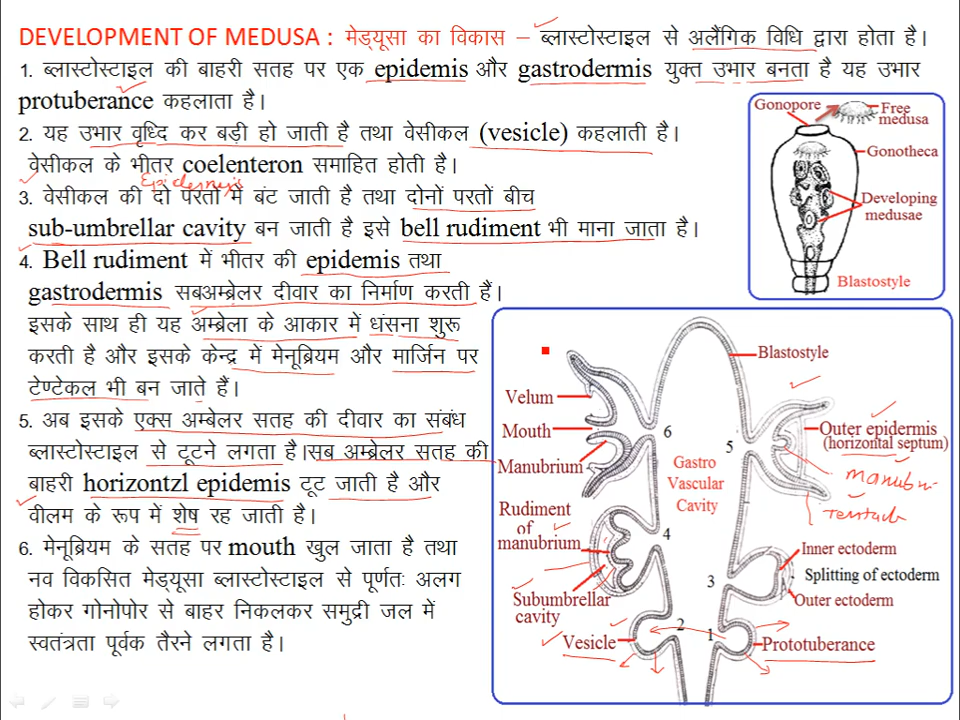 DEVELOPMENT OF MEDUSA : मेड्यूसा का विकास – ब्लास्टोस्टाइल से अलैंगिक विधि द्वारा होता है।
1. ब्लास्टोस्टाइल की बाहरी सतह पर एक epidemis और gastrodermis युक्त उभार बनता है यह उभार
protuberance कहलाता है।
2. यह उभार वृध्दि कर बड़ी हो जाती है तथा वेसीकल (vesicle) कहलाती है।
वेसीकल के भीतर coelenteron समाहित होती है।
Epidermis
3. वेसीकल की दो परतो में बंट जाती है तथा दोनों परतों बीच
sub-umbrellar cavity बन जाती है इसे bell rudiment भी माना जाता है।
4. Bell rudiment में भीतर की epidemis तथा
gastrodermis सबअम्ब्रेलर दीवार का निर्माण करती हैं।
इसके साथ ही यह अम्ब्रेला के आकार में धंसना शुरू
करती है और इसके केन्द्र में मेनूब्रियम और मार्जिन पर
टेण्टेकल भी बन जाते हैं।
5. अब इसके एक्स अम्बेलर सतह की दीवार का संबंध
ब्लास्टोस्टाइल से टूटने लगता है। सब अम्ब्रेलर सतह की
बाहरी horizontzl epidemis टूट जाती है और
वीलम के रूप में शेष रह जाती है।
6. मेनूब्रियम के सतह पर mouth खुल जाता है तथा
नव विकसित मेड्यूसा ब्लास्टोस्टाइल से पूर्णतः अलग
होकर गोनोपोर से बाहर निकलकर समुद्री जल में
स्वतंत्रता पूर्वक तैरने लगता है।
Gonopore
Free
medusa
Gonotheca
Developing
medusae
Blastostyle
Blastostyle
Velum
Mouth
Manubrium
6
5
Outer epidermis
(horizontal septum)
Gastro
Vascular
Cavity
Rudiment
of
manubrium
4
Inner ectoderm
Splitting of ectoderm
3
Outer ectoderm
Subumbrellar
cavity
2
1
Vesicle
Prototuberance